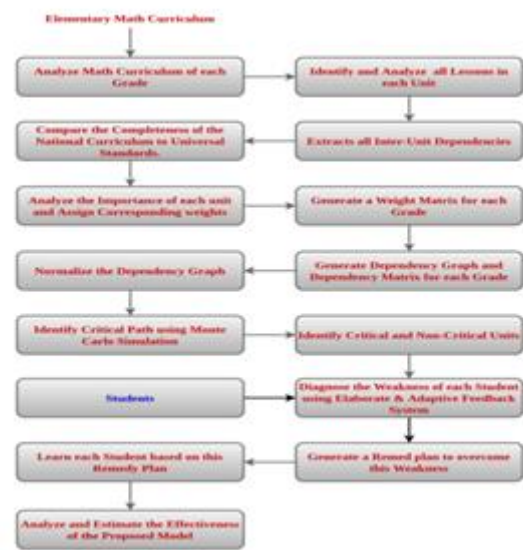 Elementary Math Curriculum
Analyze Math Curriculum of each
Grade
Identify and Analyze all Lessons in
each Unit
Extracts all Inter-Unit Dependencies
Compare the Completeness of the
National Curriculum to Universal
Standards.
Analyze the Importance of each unit
and Assign Corresponding weights
Generate a Weight Matrix for each
Grade
Generate Dependency Graph and
Dependency Matrix for each Grade
Normalize the Dependency Graph
Identify Critical Path using Monte
Carlo Simulation
Identify Critical and Non-Critical Units
Students
Diagnose the Weakness of each Student
using Elaborate & Adaptive Feedback
System
Generate a Remed plan to overcome
this Weakness
Learn each Student based on this
Remedy Plan
Analyze and Estimate the Effectiveness
of the Proposed Model